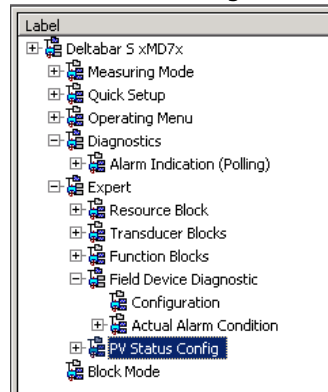 Label
Deltabar S xMD7x
Measuring Mode
Quick Setup
Operating Menu
Diagnostics
Alarm Indication (Polling)
Expert
Resource Block
Transducer Blocks
Function Blocks
Field Device Diagnostic
Configuration
Actual Alarm Condition
PV Status Config
Block Mode